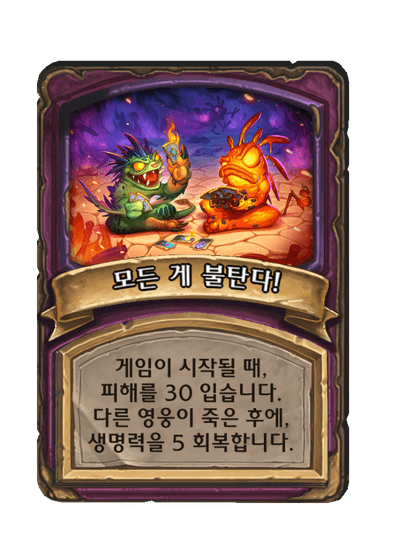 모든 게 불탄다!
게임이 시작될 때,
피해를 30 입습니다.
다른 영웅이 죽은 후에,
생명력을 5 회복합니다.